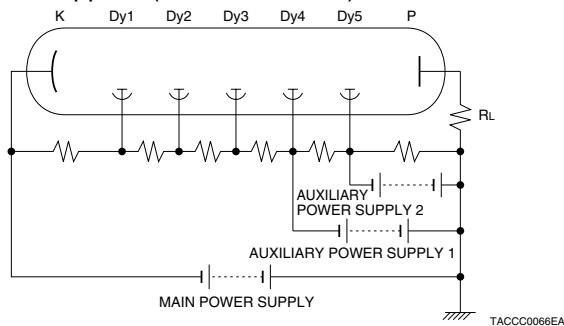 K Dy1 Dy2 Dy3 Dy4 Dy5 P
RL
AUXILIARY
POWER SUPPLY 2
AUXILIARY POWER SUPPLY 1
MAIN POWER SUPPLY
TACCC0066EA